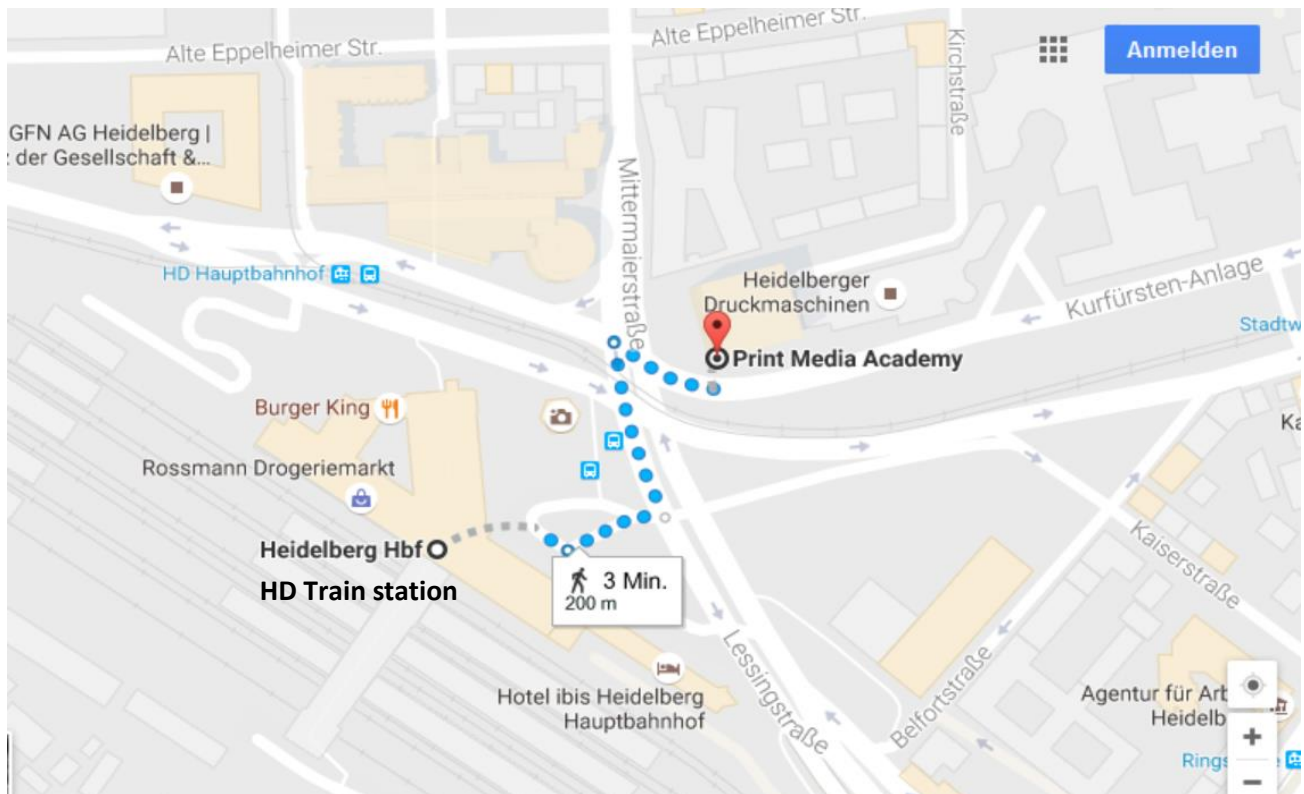 Alte Eppelheimer Str.
Alte Eppelheimer Str.
Kirchstraße
Anmelden
GFN AG Heidelberg |
der Gesellschaft &...
Mittermaierstraße
HD Hauptbahnhof
Heidelberger
Druckmaschinen
Kurfürsten-Anlage
Stadtw
Print Media Academy
Burger King
Ka
Rossmann Drogeriemarkt
Heidelberg Hbf
HD Train station
3 Min.
200 m
Kaiserstraße
Lessingstraße
Belfortstraße
Hotel ibis Heidelberg
Hauptbahnhof
Agentur für Arb
Heidelb
Rings
+
−